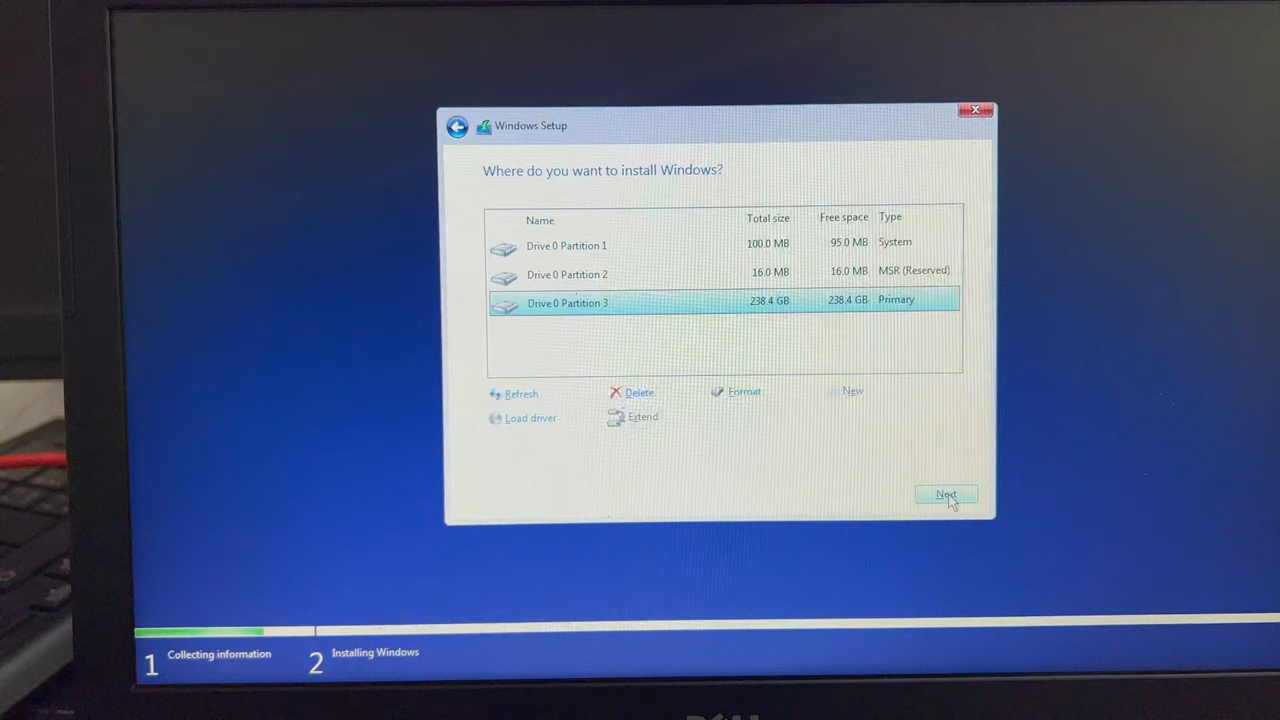 Windows Setup
Where do you want to install Windows?
Name Total size Free space Type
Drive 0 Partition 1 100.0 MB 95.0 MB System
Drive 0 Partition 2 16.0 MB 16.0 MB MSR (Reserved)
Drive 0 Partition 3 238.4 GB 238.4 GB Primary
Refresh Delete Format New
Load driver Extend
Next
1 Collecting information 2 Installing Windows
DELL